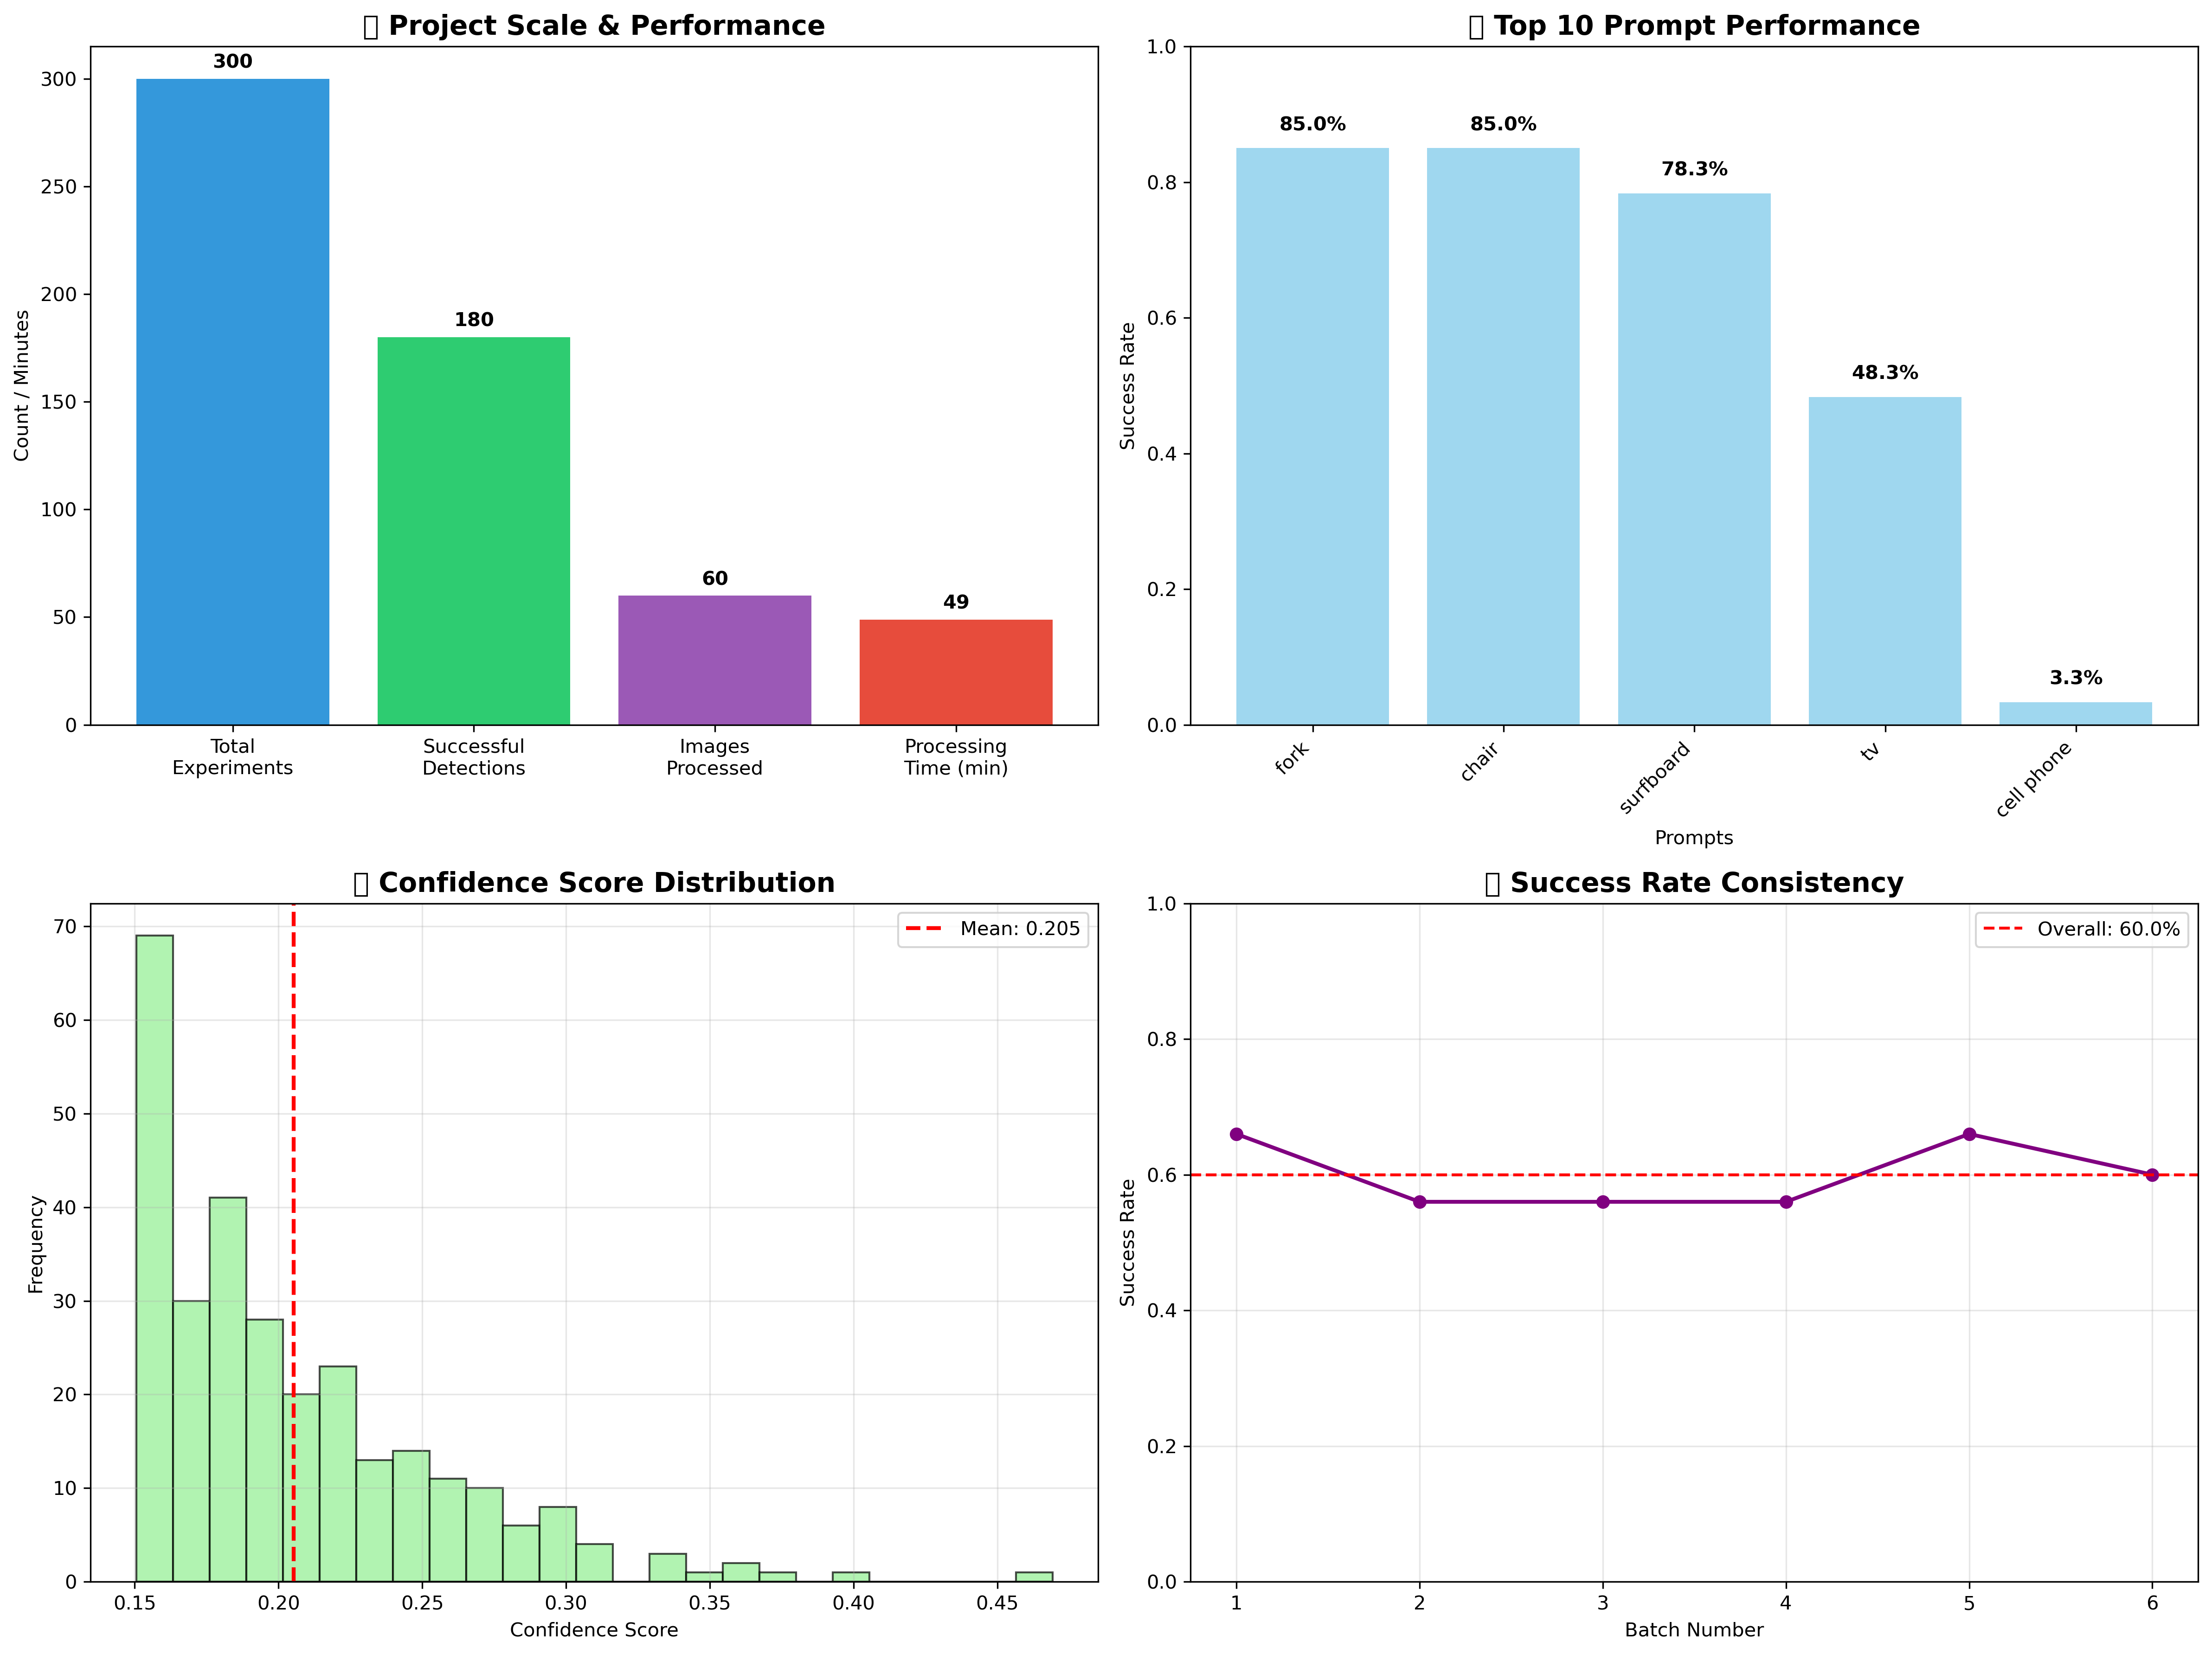 ▯ Project Scale & Performance
300
180
60
49
Count / Minutes
300
250
200
150
100
50
0
Total
Experiments
Successful
Detections
Images
Processed
Processing
Time (min)
▯ Top 10 Prompt Performance
85.0%
85.0%
78.3%
48.3%
3.3%
Success Rate
1.0
0.8
0.6
0.4
0.2
0.0
fork
chair
surfboard
tv
cell phone
Prompts
▯ Confidence Score Distribution
Mean: 0.205
Frequency
70
60
50
40
30
20
10
0
0.15
0.20
0.25
0.30
0.35
0.40
0.45
Confidence Score
▯ Success Rate Consistency
Overall: 60.0%
Success Rate
1.0
0.8
0.6
0.4
0.2
0.0
1
2
3
4
5
6
Batch Number